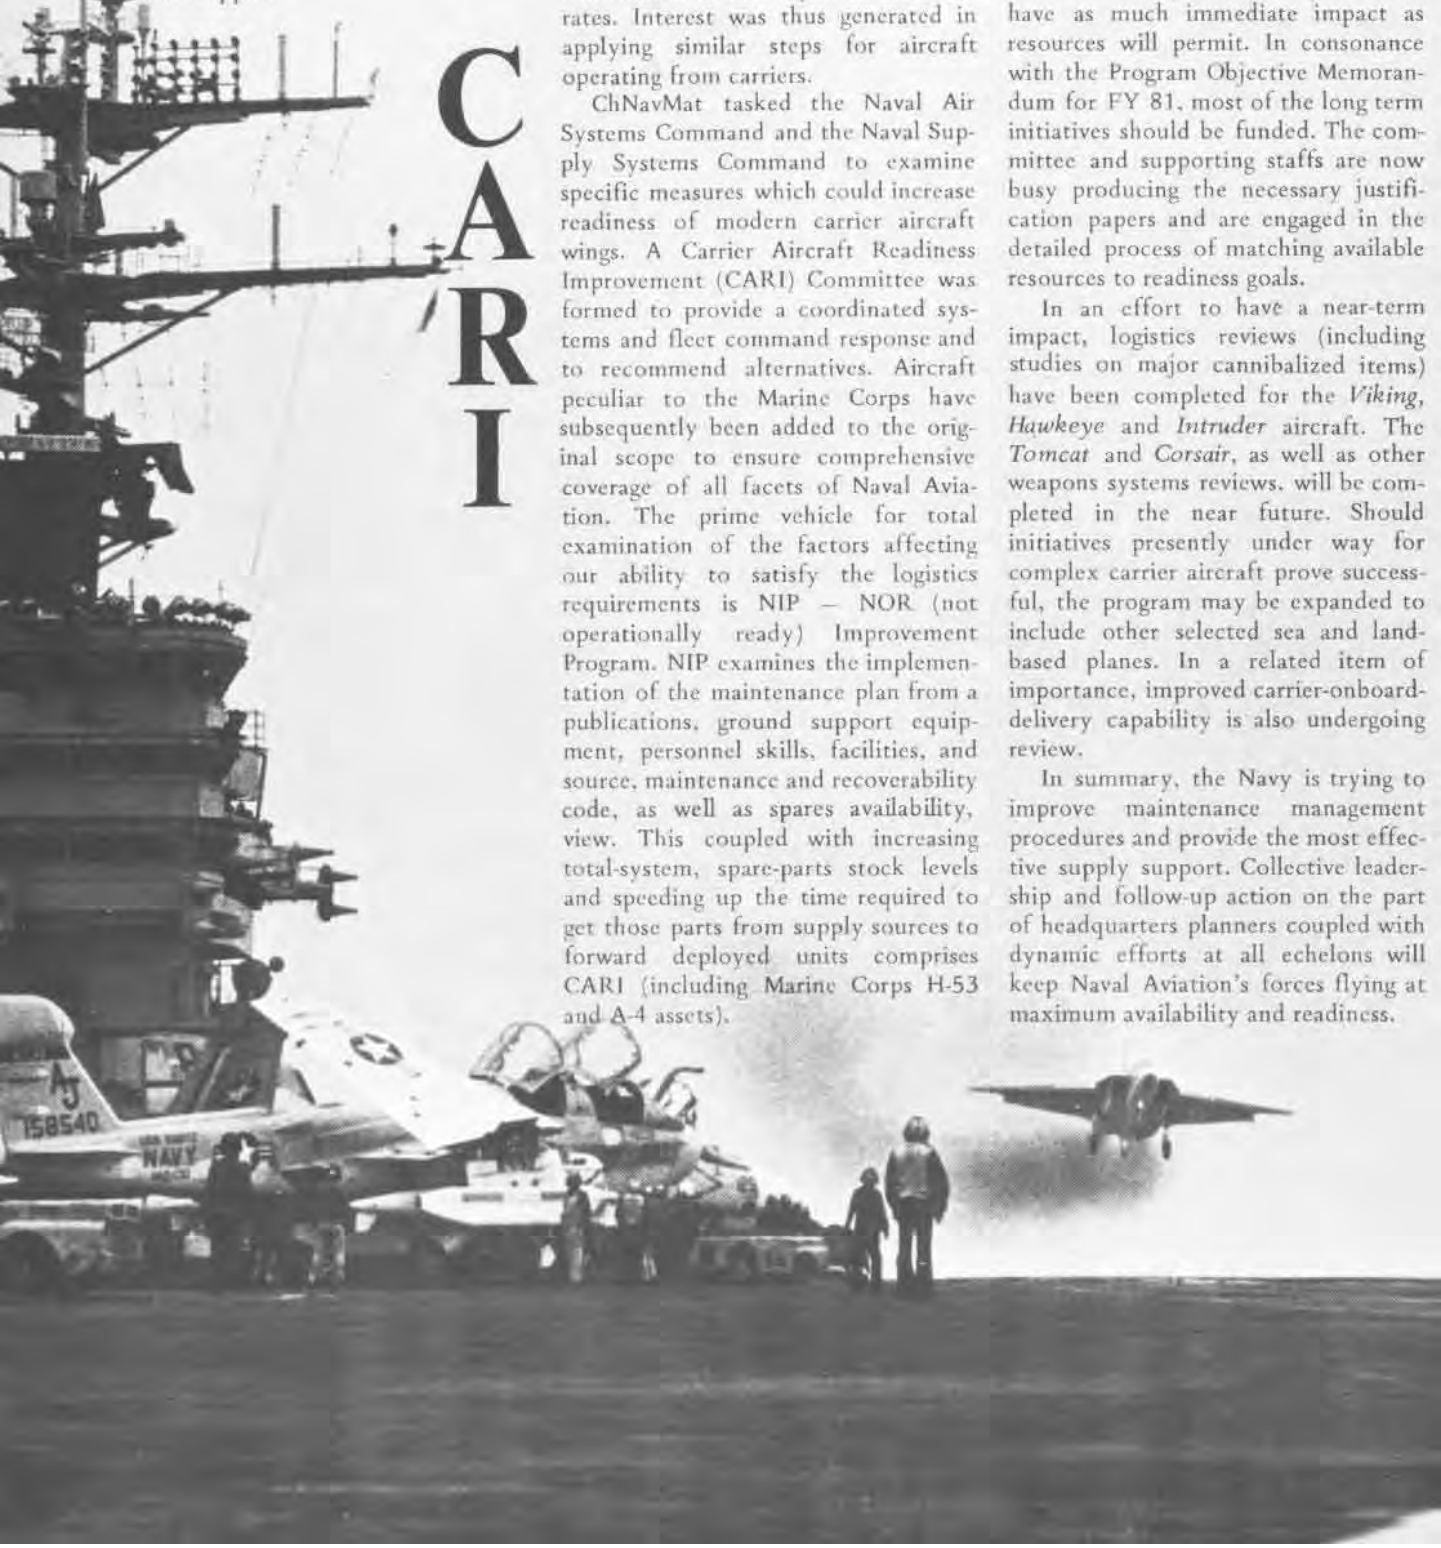 C
A
R
I
rates. Interest was thus generated in
applying similar steps for aircraft
operating from carriers.
ChNavMat tasked the Naval Air
Systems Command and the Naval Sup-
ply Systems Command to examine
specific measures which could increase
readiness of modern carrier aircraft
wings. A Carrier Aircraft Readiness
Improvement (CARI) Committee was
formed to provide a coordinated sys-
tems and fleet command response and
to recommend alternatives. Aircraft
peculiar to the Marine Corps have
subsequently been added to the orig-
inal scope to ensure comprehensive
coverage of all facets of Naval Avia-
tion. The prime vehicle for total
examination of the factors affecting
our ability to satisfy the logistics
requirements is NIP — NOR (not
operationally ready) Improvement
Program. NIP examines the implemen-
tation of the maintenance plan from a
publications, ground support equip-
ment, personnel skills, facilities, and
source, maintenance and recoverability
code, as well as spares availability,
view. This coupled with increasing
total-system, spare-parts stock levels
and speeding up the time required to
get those parts from supply sources to
forward deployed units comprises
CARI (including Marine Corps H-53
and A-4 assets).
have as much immediate impact as
resources will permit. In consonance
with the Program Objective Memoran-
dum for FY 81, most of the long term
initiatives should be funded. The com-
mittee and supporting staffs are now
busy producing the necessary justifi-
cation papers and are engaged in the
detailed process of matching available
resources to readiness goals.
In an effort to have a near-term
impact, logistics reviews (including
studies on major cannibalized items)
have been completed for the Viking,
Hawkeye and Intruder aircraft. The
Tomcat and Corsair, as well as other
weapons systems reviews, will be com-
pleted in the near future. Should
initiatives presently under way for
complex carrier aircraft prove success-
ful, the program may be expanded to
include other selected sea and land-
based planes. In a related item of
importance, improved carrier-onboard-
delivery capability is also undergoing
review.
In summary, the Navy is trying to
improve maintenance management
procedures and provide the most effec-
tive supply support. Collective leader-
ship and follow-up action on the part
of headquarters planners coupled with
dynamic efforts at all echelons will
keep Naval Aviation's forces flying at
maximum availability and readiness.
AJ
158540
NAVY